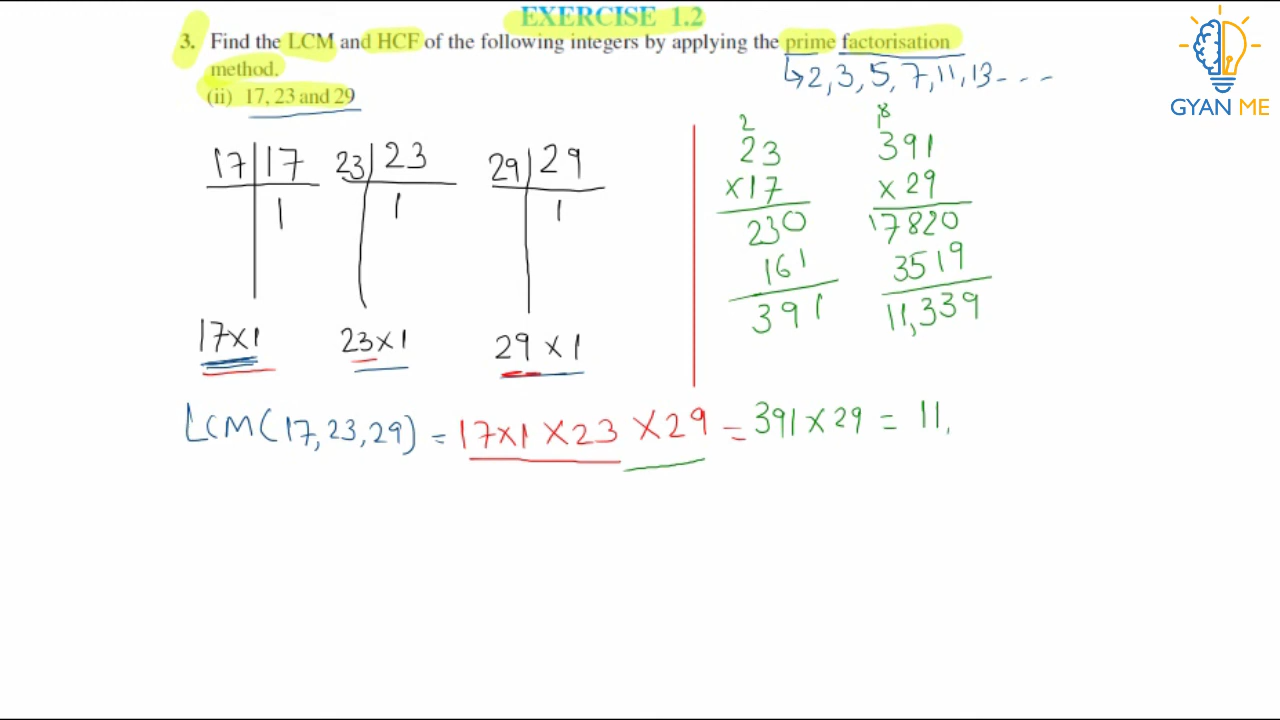 EXERCISE 1.2
3. Find the LCM and HCF of the following integers by applying the prime factorisation
method.
↳2, 3, 5, 7, 11, 13 - - - -
(ii) 17, 23 and 29
GYAN ME
17 | 17
1
17×1
23 | 23
1
23×1
29 | 29
1
29 × 1
2
23
×17
230
161
391
18
391
× 29
17820
3519
11,339
LCM(17,23,29) = 17×1 × 23 × 29 = 391 × 29 = 11,